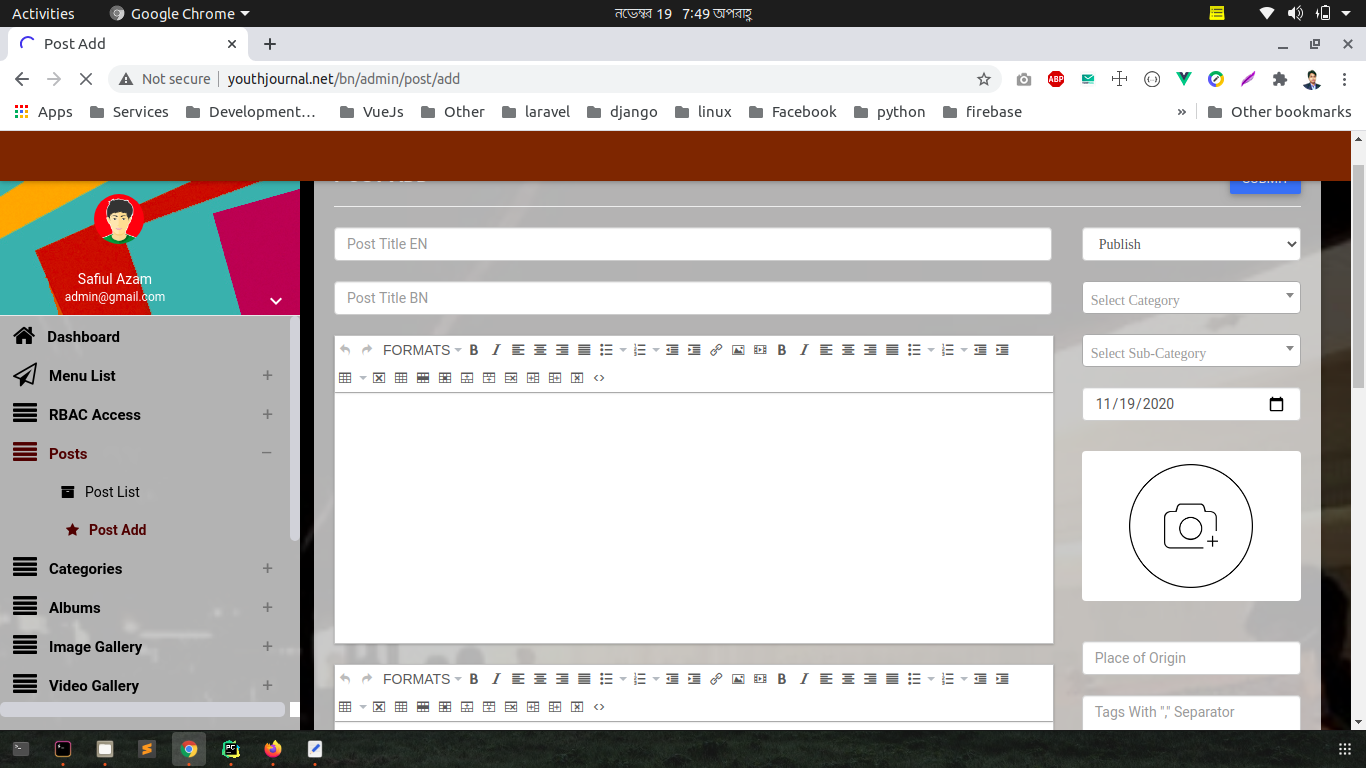 Activities Google Chrome নভেম্বর 19 7:49 অপরাহ্ণ
Post Add
Not secure youthjournal.net/bn/admin/post/add ABP
Apps Services Development… VueJs Other laravel django linux Facebook python firebase » Other bookmarks
Safiul Azam
admin@gmail.com
Dashboard
Menu List +
RBAC Access +
Posts −
Post List
Post Add
Categories +
Albums +
Image Gallery +
Video Gallery +
Post Title EN
Post Title BN
FORMATS B I B I
FORMATS B I B I
Publish
Select Category
Select Sub-Category
11/19/2020
Place of Origin
Tags With "," Separator